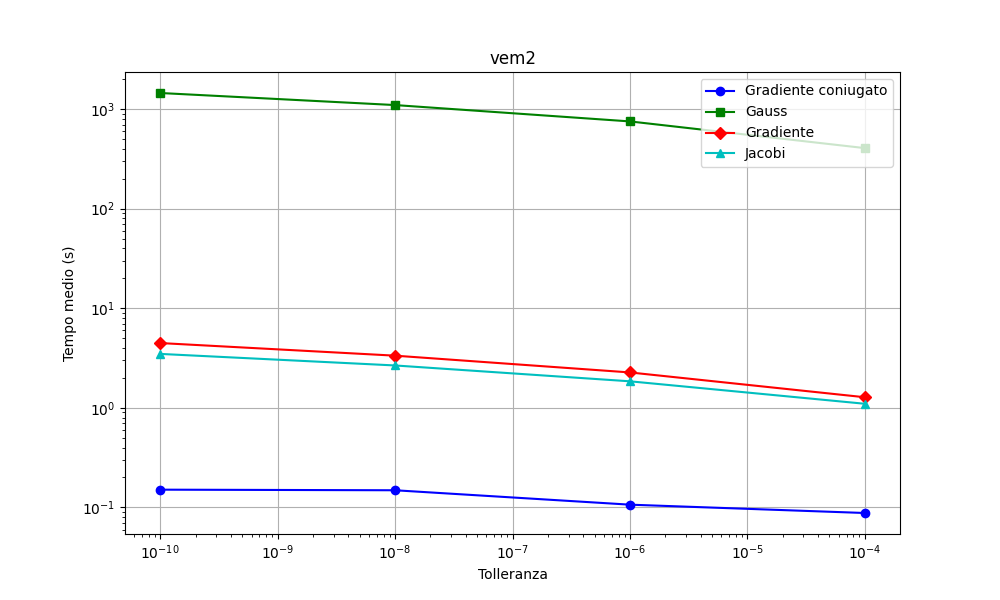 vem2
Gradiente coniugato
Gauss
Gradiente
Jacobi
Tempo medio (s)
10³
10²
10¹
10⁰
10⁻¹
10⁻¹⁰ 10⁻⁹ 10⁻⁸ 10⁻⁷ 10⁻⁶ 10⁻⁵ 10⁻⁴
Tolleranza